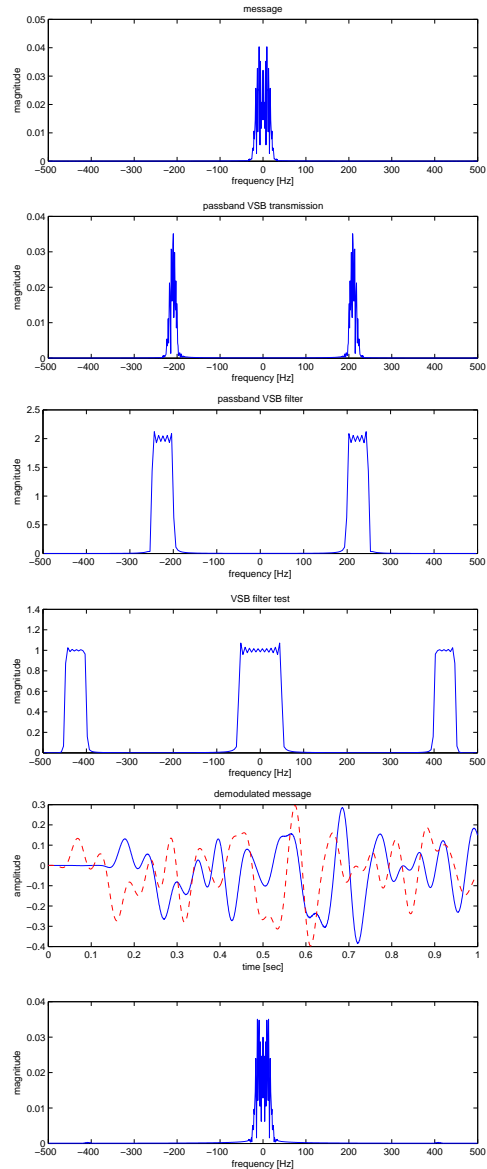 message
0.05
0.04
0.03
0.02
0.01
0
magnitude
−500 −400 −300 −200 −100 0 100 200 300 400 500
frequency [Hz]
passband VSB transmission
0.04
0.03
0.02
0.01
0
magnitude
−500 −400 −300 −200 −100 0 100 200 300 400 500
frequency [Hz]
passband VSB filter
2.5
2
1.5
1
0.5
0
magnitude
−500 −400 −300 −200 −100 0 100 200 300 400 500
frequency [Hz]
VSB filter test
1.4
1.2
1
0.8
0.6
0.4
0.2
0
magnitude
−500 −400 −300 −200 −100 0 100 200 300 400 500
frequency [Hz]
demodulated message
0.3
0.2
0.1
0
−0.1
−0.2
−0.3
−0.4
amplitude
0 0.1 0.2 0.3 0.4 0.5 0.6 0.7 0.8 0.9 1
time [sec]
0.04
0.03
0.02
0.01
0
magnitude
−500 −400 −300 −200 −100 0 100 200 300 400 500
frequency [Hz]